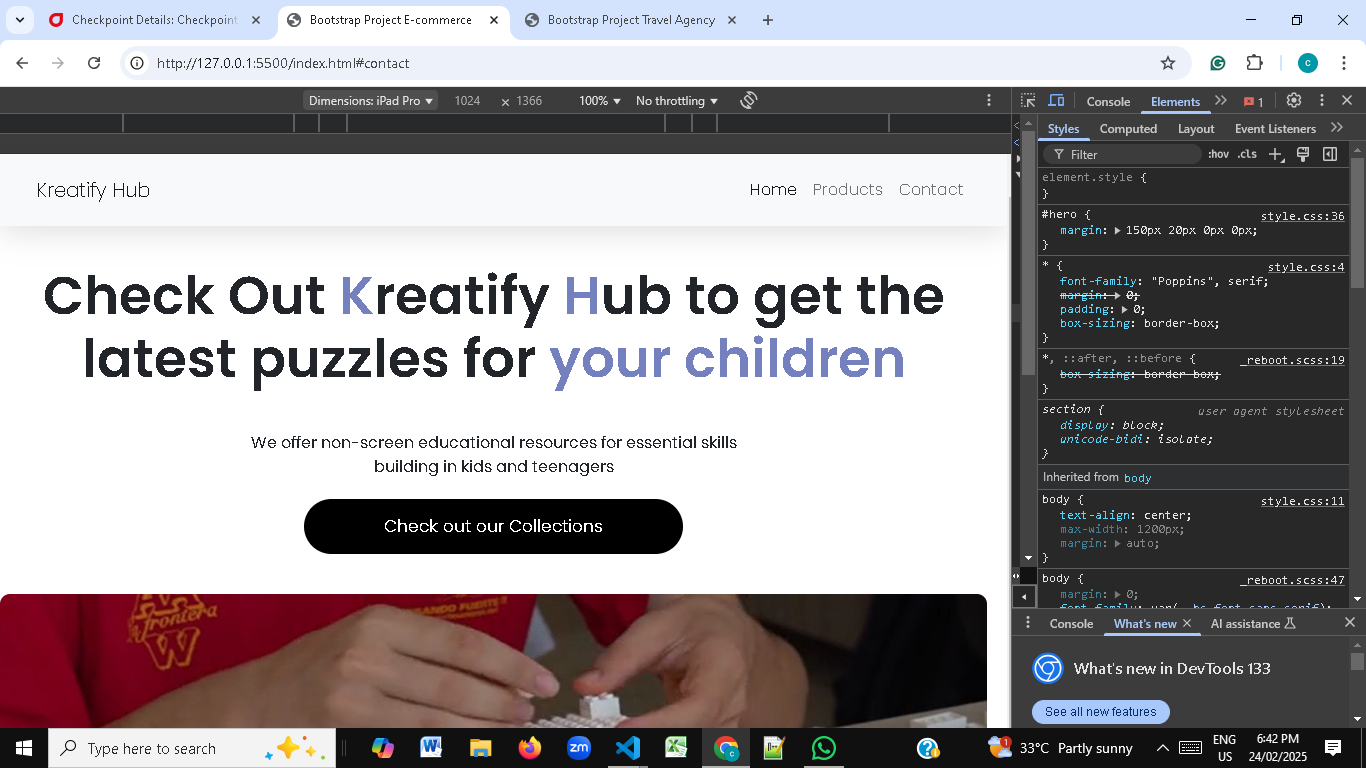 Checkpoint Details: Checkpoint
Bootstrap Project E-commerce
Bootstrap Project Travel Agency
http://127.0.0.1:5500/index.html#contact
c
Dimensions: iPad Pro ▾ 1024 × 1366 100% ▾ No throttling ▾
Console Elements 1
Styles Computed Layout Event Listeners
Filter :hov .cls
Kreatify Hub
Home Products Contact
Check Out Kreatify Hub to get the
latest puzzles for your children
We offer non-screen educational resources for essential skills
building in kids and teenagers
Check out our Collections
element.style {
}
#hero { style.css:36
margin: 150px 20px 0px 0px;
}
* { style.css:4
font-family: "Poppins", serif;
margin: 0;
padding: 0;
box-sizing: border-box;
}
*, ::after, ::before { _reboot.scss:19
box-sizing: border-box;
}
section { user agent stylesheet
display: block;
unicode-bidi: isolate;
}
Inherited from body
body { style.css:11
text-align: center;
max-width: 1200px;
margin: auto;
}
body { _reboot.scss:47
margin: 0;
font-family: var(--bs-font-sans-serif);
Console What's new AI assistance
What's new in DevTools 133
See all new features
Type here to search
zm
33°C Partly sunny
ENG
US
6:42 PM
24/02/2025